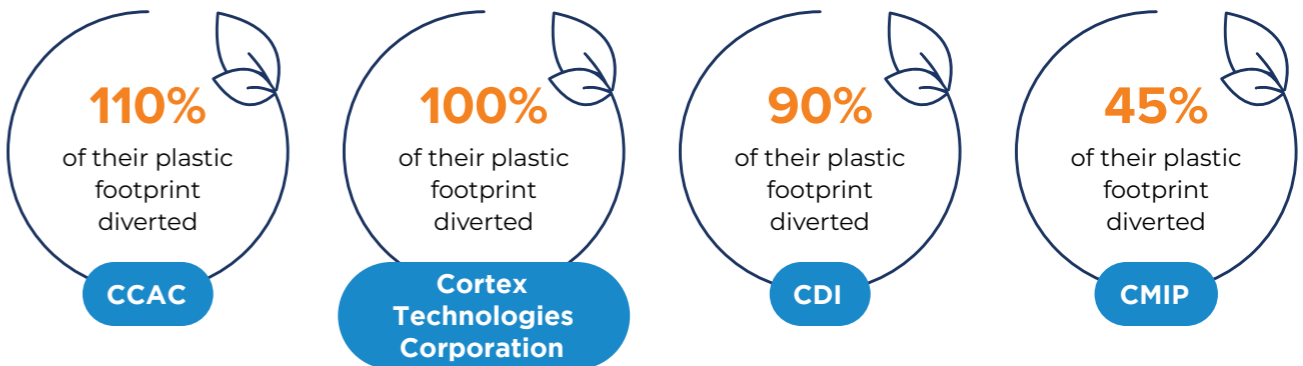 110%
of their plastic
footprint
diverted
CCAC
100%
of their plastic
footprint
diverted
Cortex
Technologies
Corporation
90%
of their plastic
footprint
diverted
CDI
45%
of their plastic
footprint
diverted
CMIP